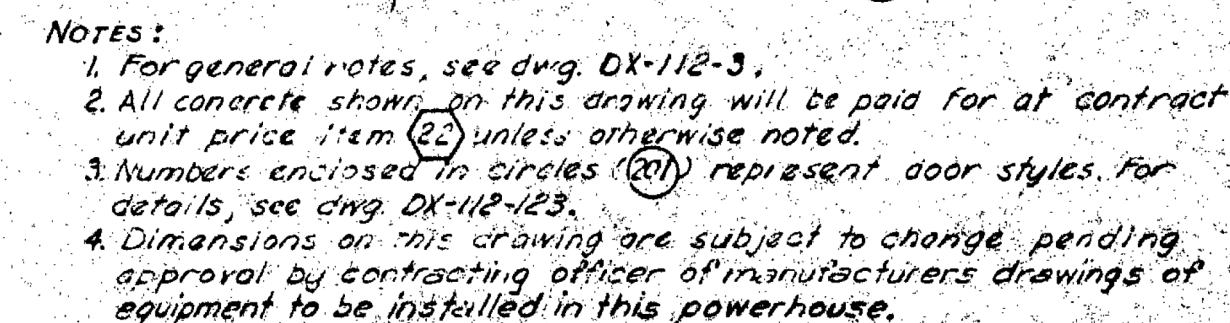 NOTES:
1. For general notes, see dwg. DX-112-3.
2. All concrete shown on this drawing will be paid for at contract
unit price item 22 unless otherwise noted.
3. Numbers enclosed in circles (201) represent door styles. For
details, see dwg. DX-112-123.
4. Dimensions on this drawing are subject to change pending
approval by contracting officer of manufacturers drawings of
equipment to be installed in this powerhouse.